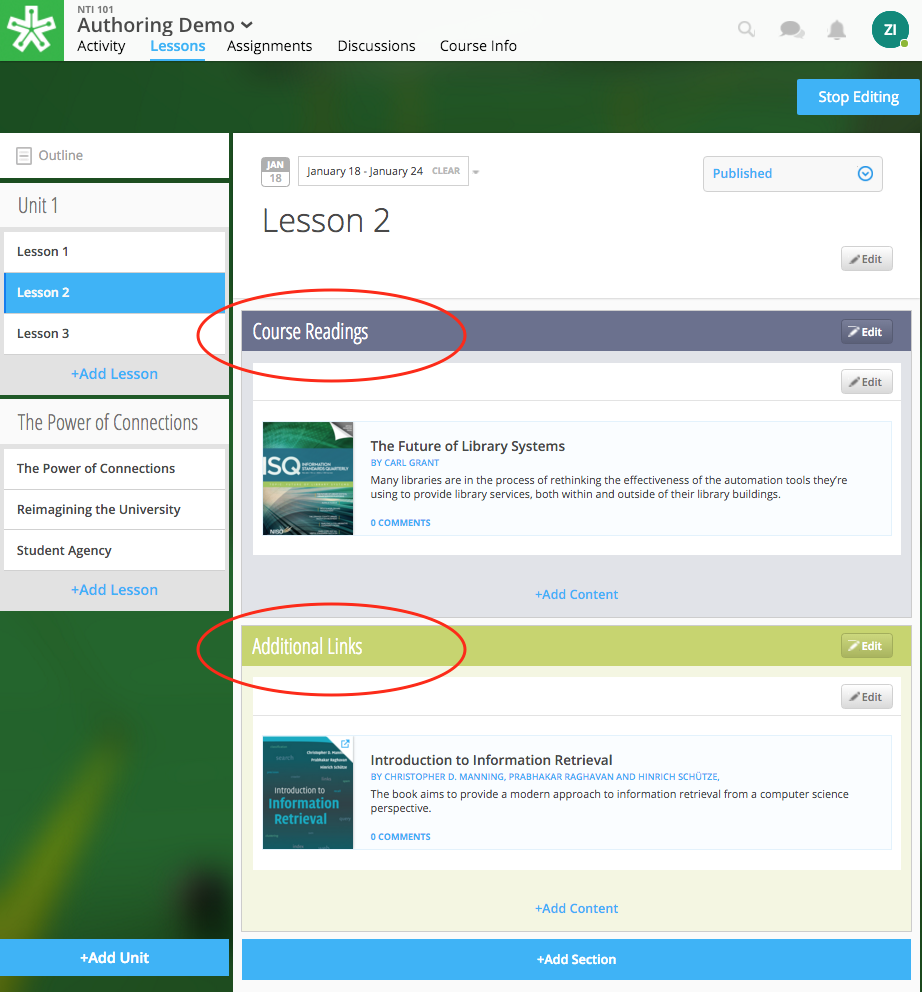 NTI 101
Authoring Demo
Activity Lessons Assignments Discussions Course Info
ZI
Stop Editing
Outline
Unit 1
Lesson 1
Lesson 2
Lesson 3
+Add Lesson
The Power of Connections
The Power of Connections
Reimagining the University
Student Agency
+Add Lesson
+Add Unit
JAN
18
January 18 - January 24 CLEAR
Published
Lesson 2
Edit
Course Readings
Edit
Edit
ISQ INFORMATION
STANDARDS QUARTERLY
NISO
The Future of Library Systems
BY CARL GRANT
Many libraries are in the process of rethinking the effectiveness of the automation tools they're
using to provide library services, both within and outside of their library buildings.
0 COMMENTS
+Add Content
Additional Links
Edit
Edit
Christopher D. Manning
Prabhakar Raghavan
Hinrich Schütze
Introduction to
Information
Retrieval
Introduction to Information Retrieval
BY CHRISTOPHER D. MANNING, PRABHAKAR RAGHAVAN AND HINRICH SCHÜTZE,
The book aims to provide a modern approach to information retrieval from a computer science
perspective.
0 COMMENTS
+Add Content
+Add Section